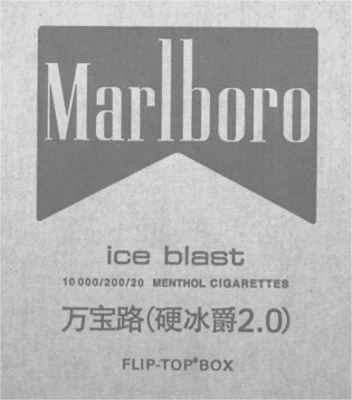 Marlboro
ice blast
10 000/200/20 MENTHOL CIGARETTES
万宝路(硬冰爵2.0)
FLIP-TOP®BOX